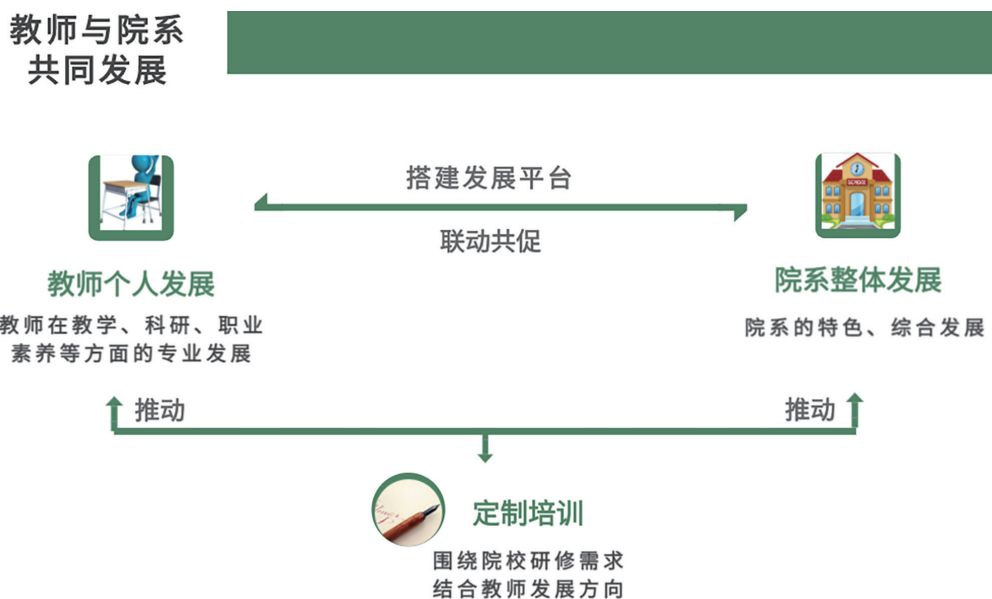 教师与院系
共同发展
搭建发展平台
联动共促
教师个人发展
教师在教学、科研、职业
素养等方面的专业发展
院系整体发展
院系的特色、综合发展
推动
推动
定制培训
围绕院校研修需求
结合教师发展方向